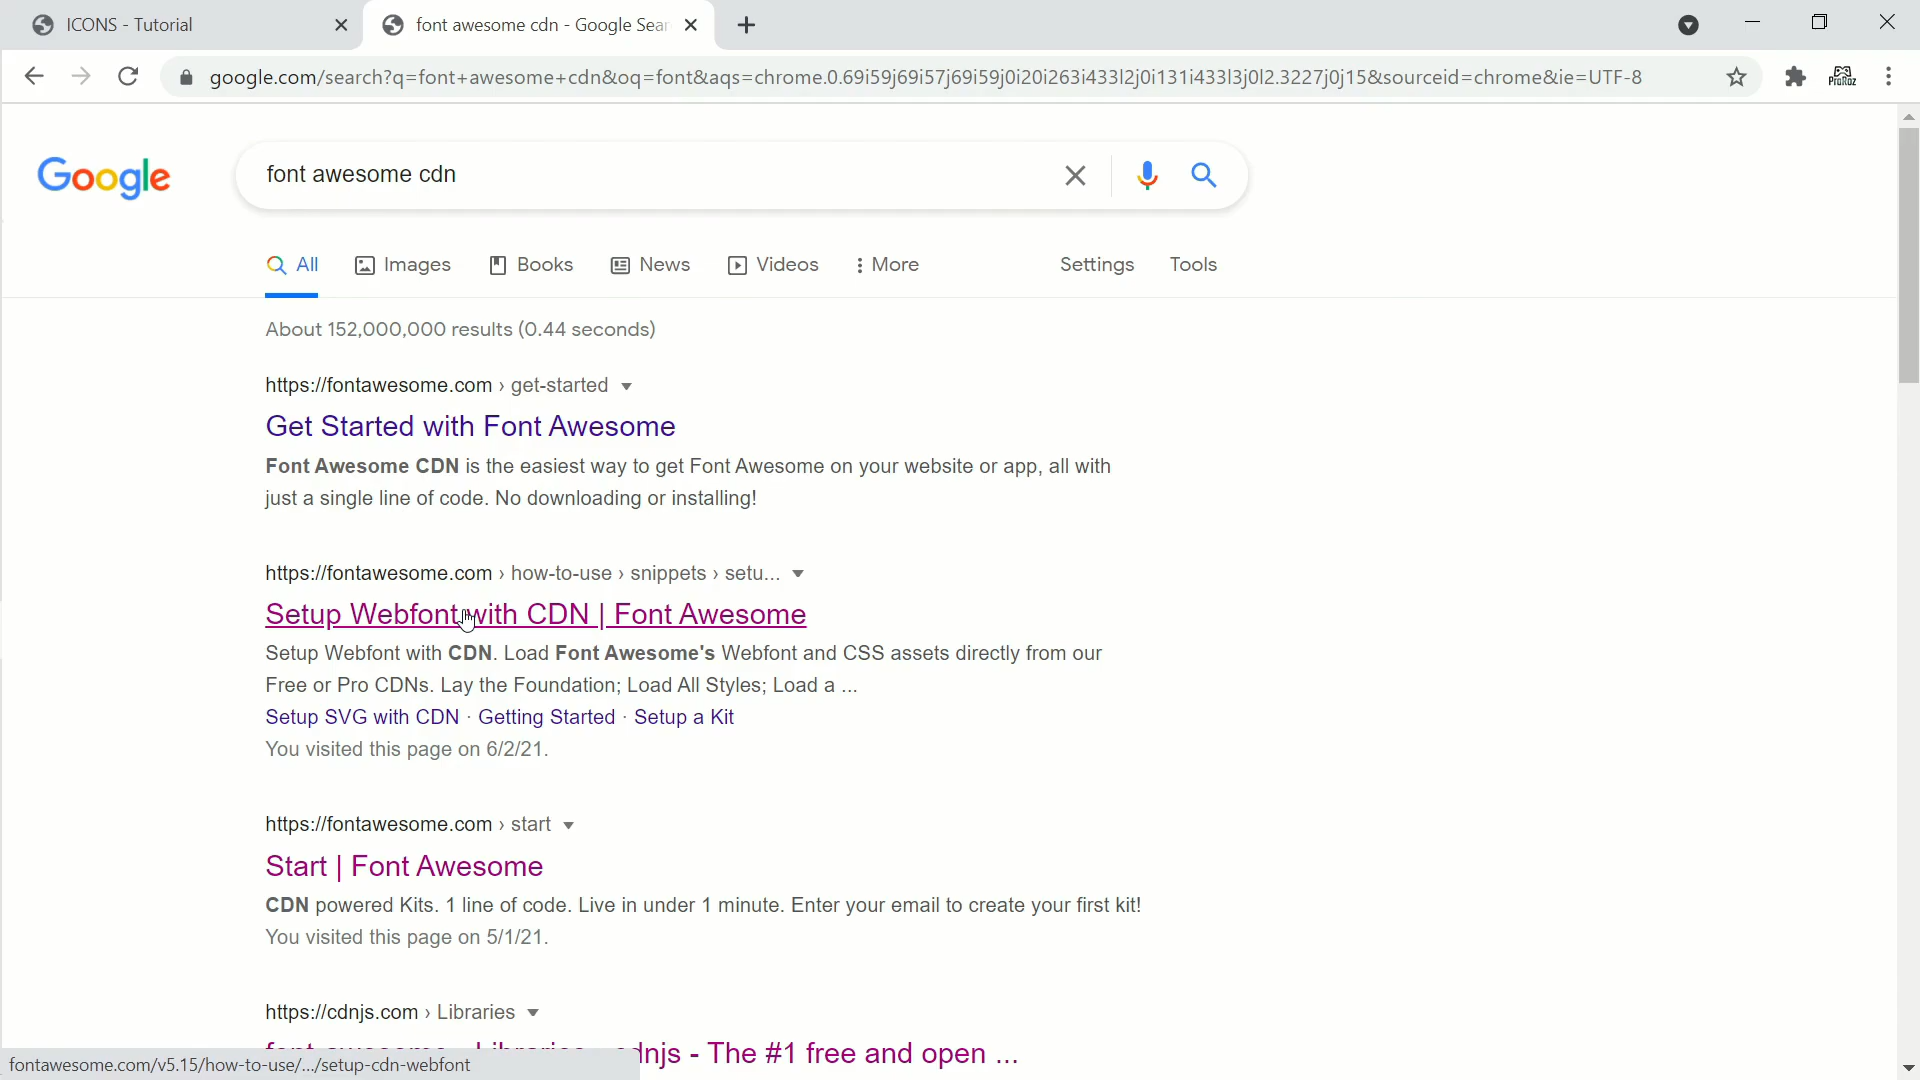 ICONS - Tutorial
font awesome cdn - Google Sear
google.com/search?q=font+awesome+cdn&oq=font&aqs=chrome.0.69i59j69i57j69i59j0i20i263i433l2j0i131i433l3j0l2.3227j0j15&sourceid=chrome&ie=UTF-8
ProRoz
Google
font awesome cdn
All Images Books News Videos More Settings Tools
About 152,000,000 results (0.44 seconds)
https://fontawesome.com › get-started
Get Started with Font Awesome
Font Awesome CDN is the easiest way to get Font Awesome on your website or app, all with
just a single line of code. No downloading or installing!
https://fontawesome.com › how-to-use › snippets › setu...
Setup Webfont with CDN | Font Awesome
Setup Webfont with CDN. Load Font Awesome's Webfont and CSS assets directly from our
Free or Pro CDNs. Lay the Foundation; Load All Styles; Load a ...
Setup SVG with CDN · Getting Started · Setup a Kit
You visited this page on 6/2/21.
https://fontawesome.com › start
Start | Font Awesome
CDN powered Kits. 1 line of code. Live in under 1 minute. Enter your email to create your first kit!
You visited this page on 5/1/21.
https://cdnjs.com › Libraries
font-awesome - Libraries - cdnjs - The #1 free and open ...
fontawesome.com/v5.15/how-to-use/.../setup-cdn-webfont